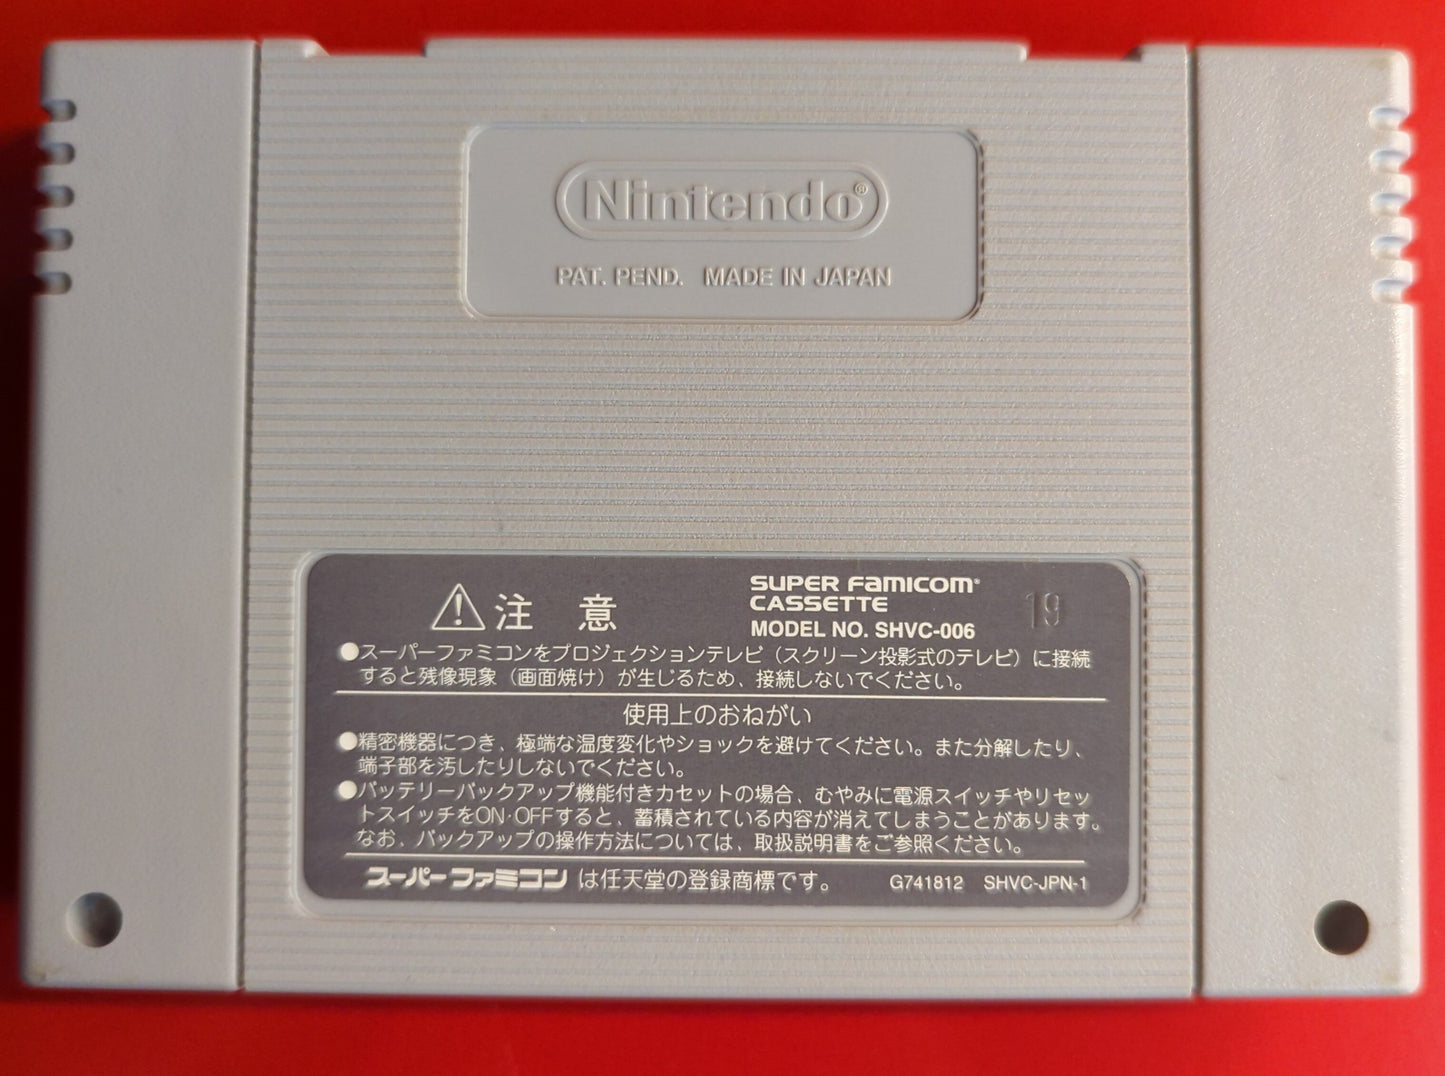 Nintendo®
PAT. PEND. MADE IN JAPAN
注 意
SUPER FAMICOM®
CASSETTE
MODEL NO. SHVC-006
19
●スーパーファミコンをプロジェクションテレビ（スクリーン投影式のテレビ）に接続
すると残像現象（画面焼け）が生じるため、接続しないでください。
使用上のおねがい
●精密機器につき、極端な温度変化やショックを避けてください。また分解したり、
端子部を汚したりしないでください。
●バッテリーバックアップ機能付きカセットの場合、むやみに電源スイッチやリセッ
トスイッチをON·OFFすると、蓄積されている内容が消えてしまうことがあります。
なお、バックアップの操作方法については、取扱説明書をご参照ください。
スーパーファミコン は任天堂の登録商標です。 G741812 SHVC-JPN-1